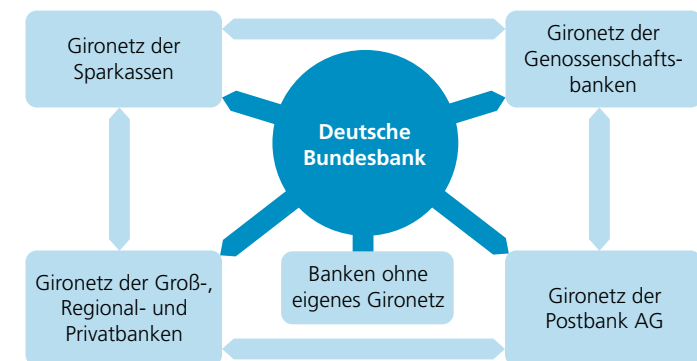 Gironetz der
Sparkassen
Gironetz der
Genossenschafts-
banken
Deutsche
Bundesbank
Gironetz der Groß-,
Regional- und
Privatbanken
Banken ohne
eigenes Gironetz
Gironetz der
Postbank AG